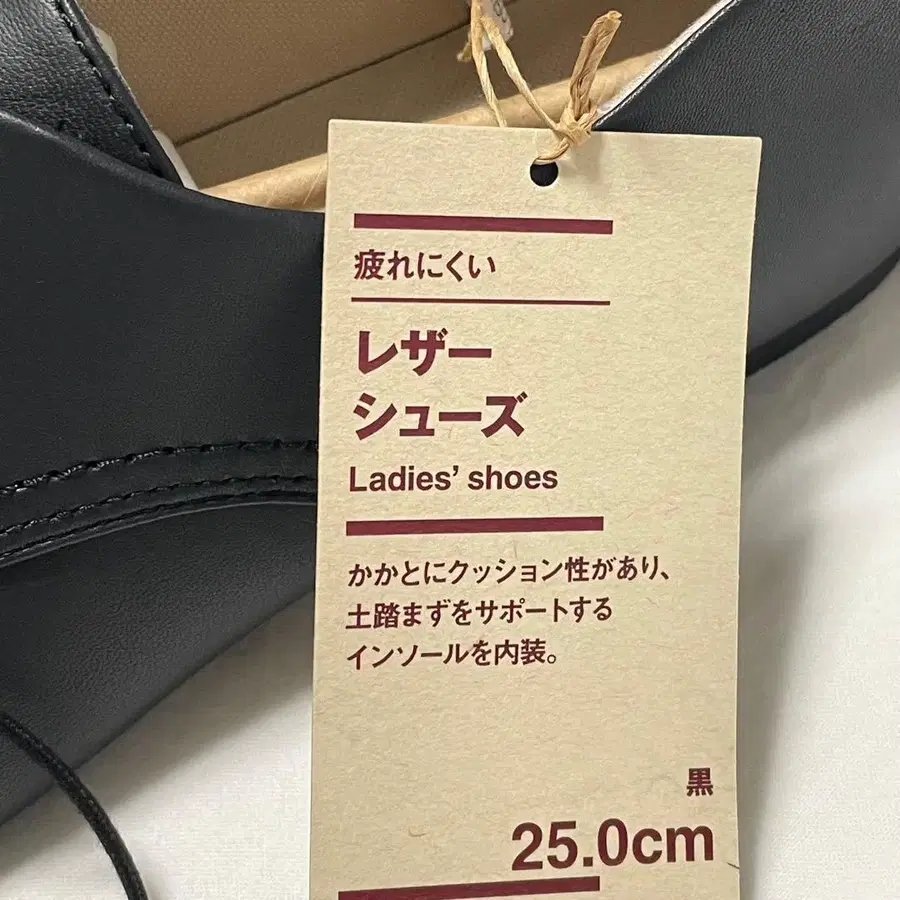 疲れにくい
レザー
シューズ
Ladies' shoes
かかとにクッション性があり、
土踏まずをサポートする
インソールを内装。
黒
25.0cm